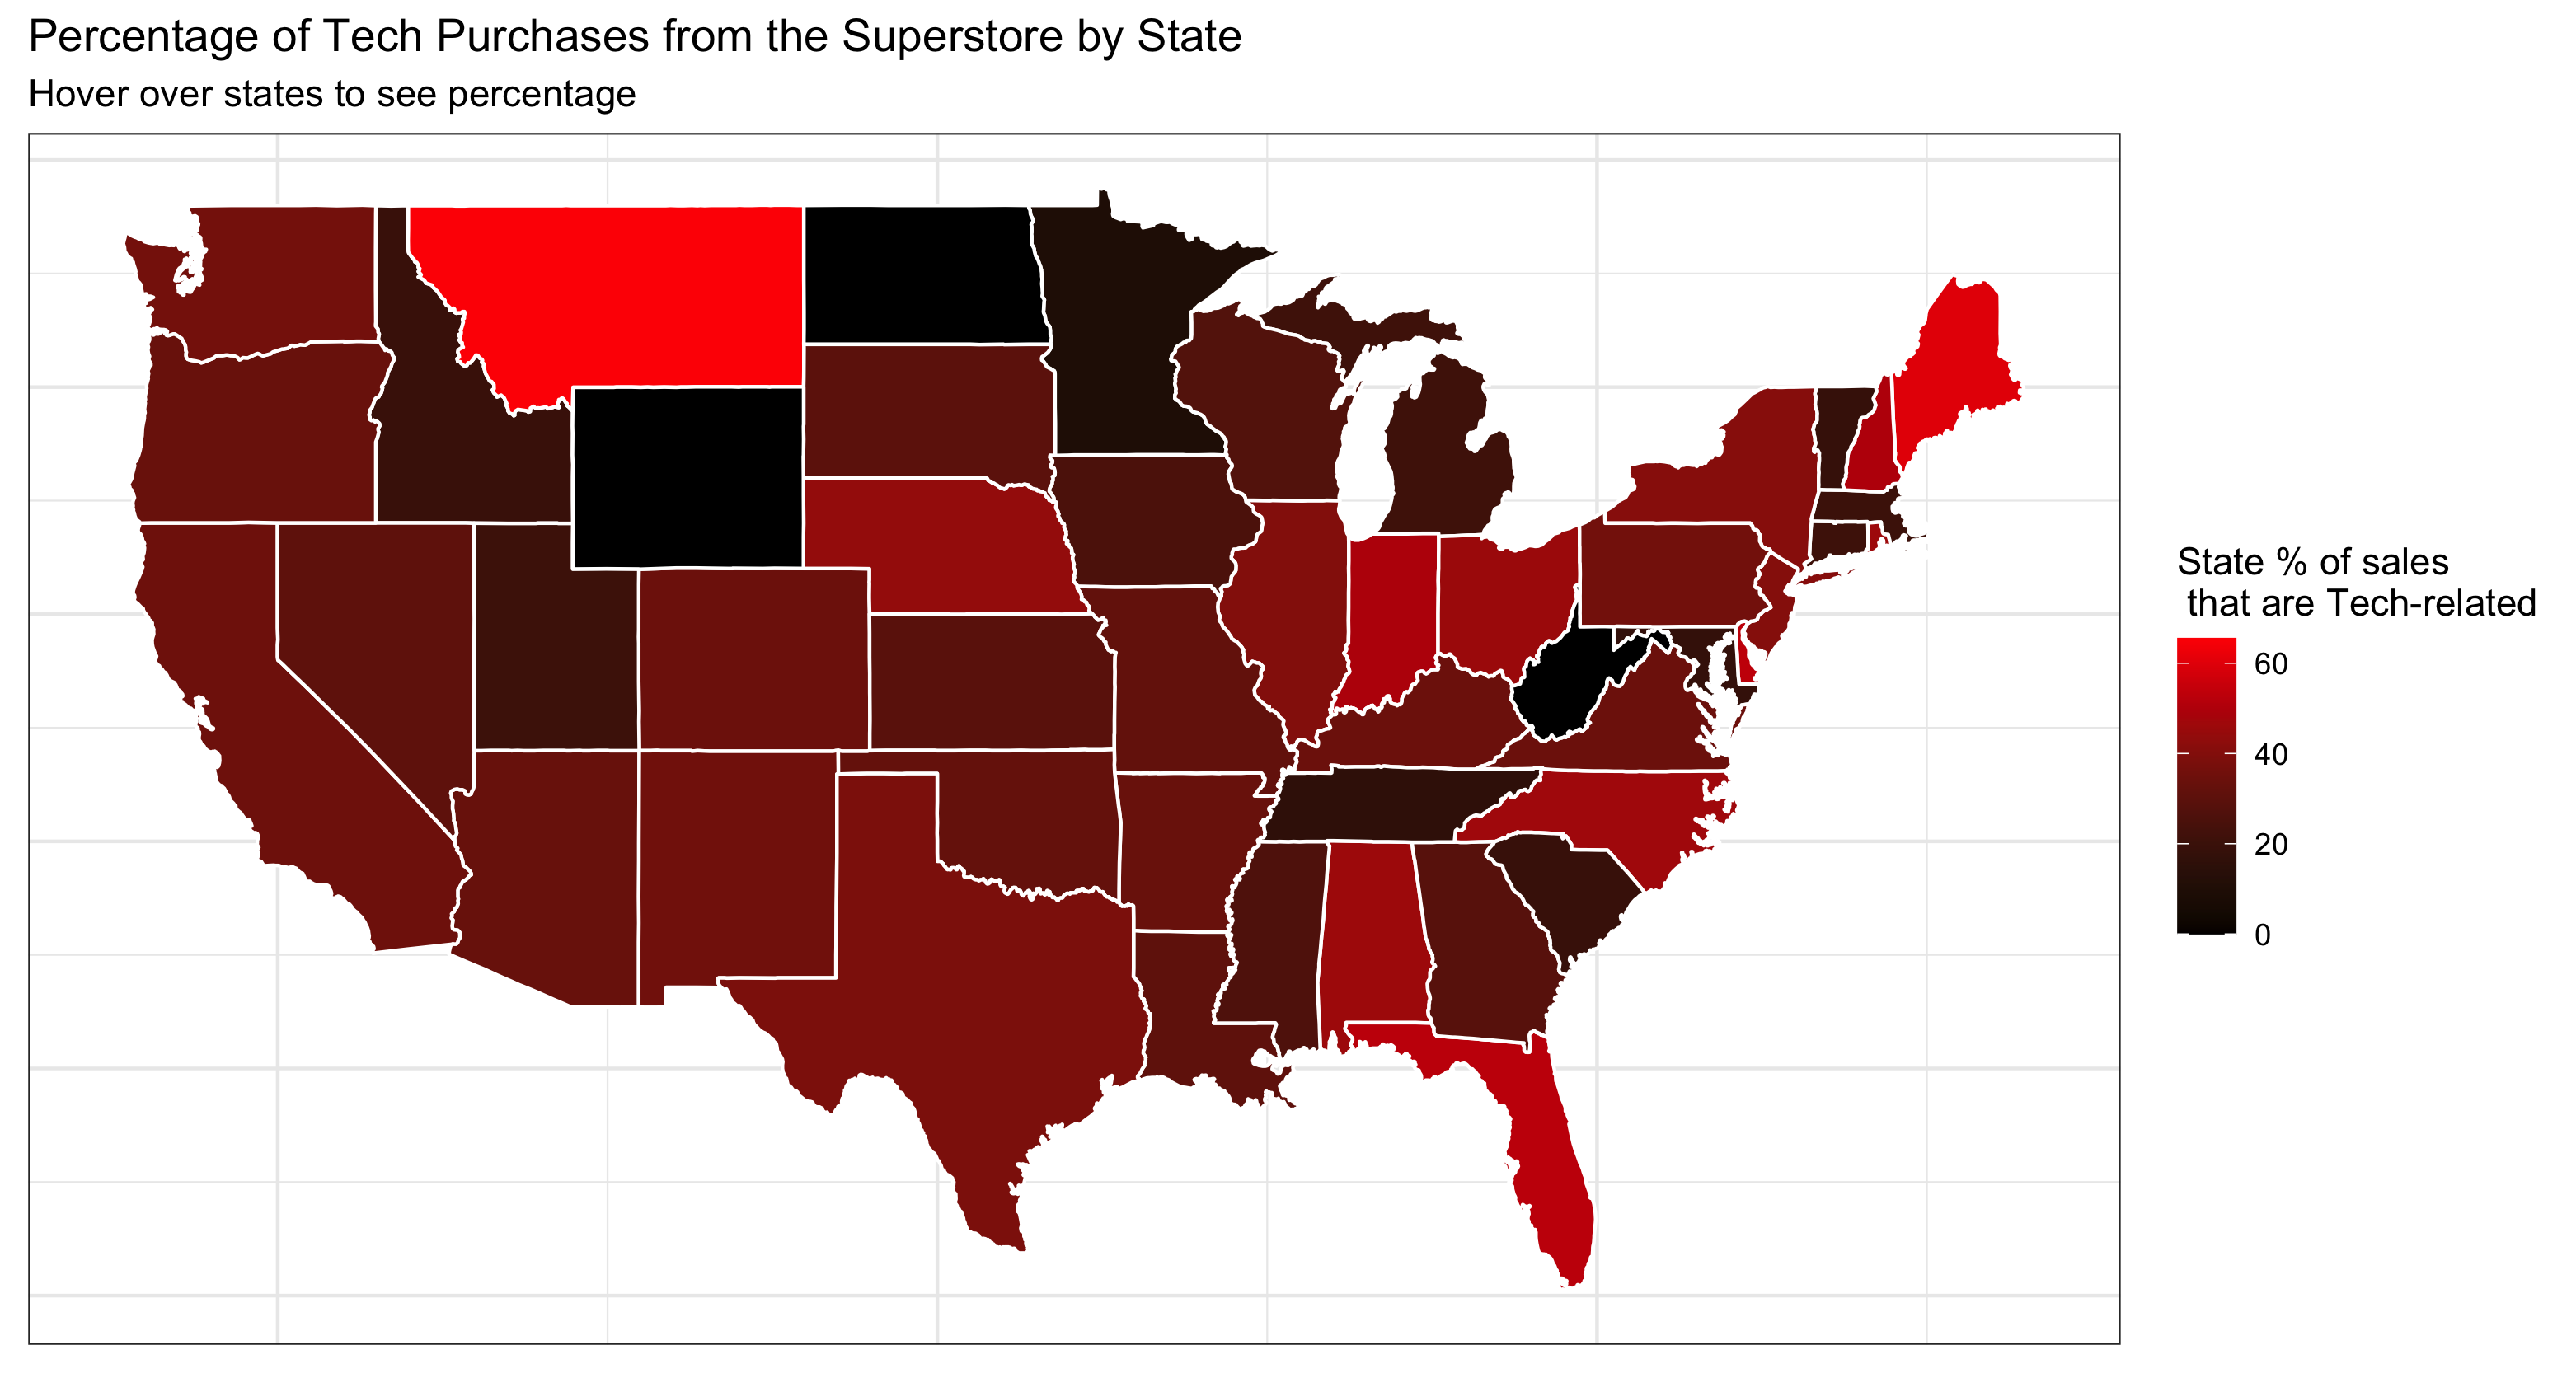 Percentage of Tech Purchases from the Superstore by State
Hover over states to see percentage
State % of sales
that are Tech-related
60
40
20
0